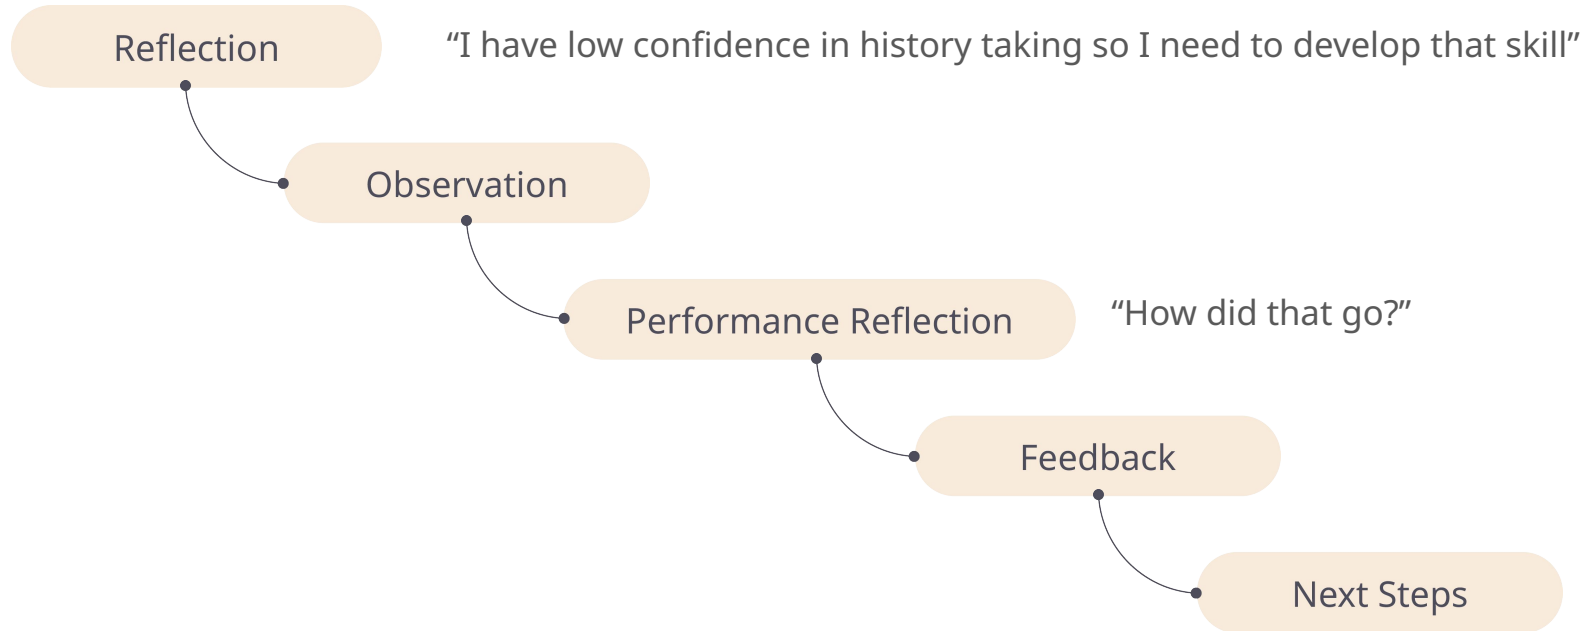 Reflection
“I have low confidence in history taking so I need to develop that skill”
Observation
Performance Reflection
“How did that go?”
Feedback
Next Steps